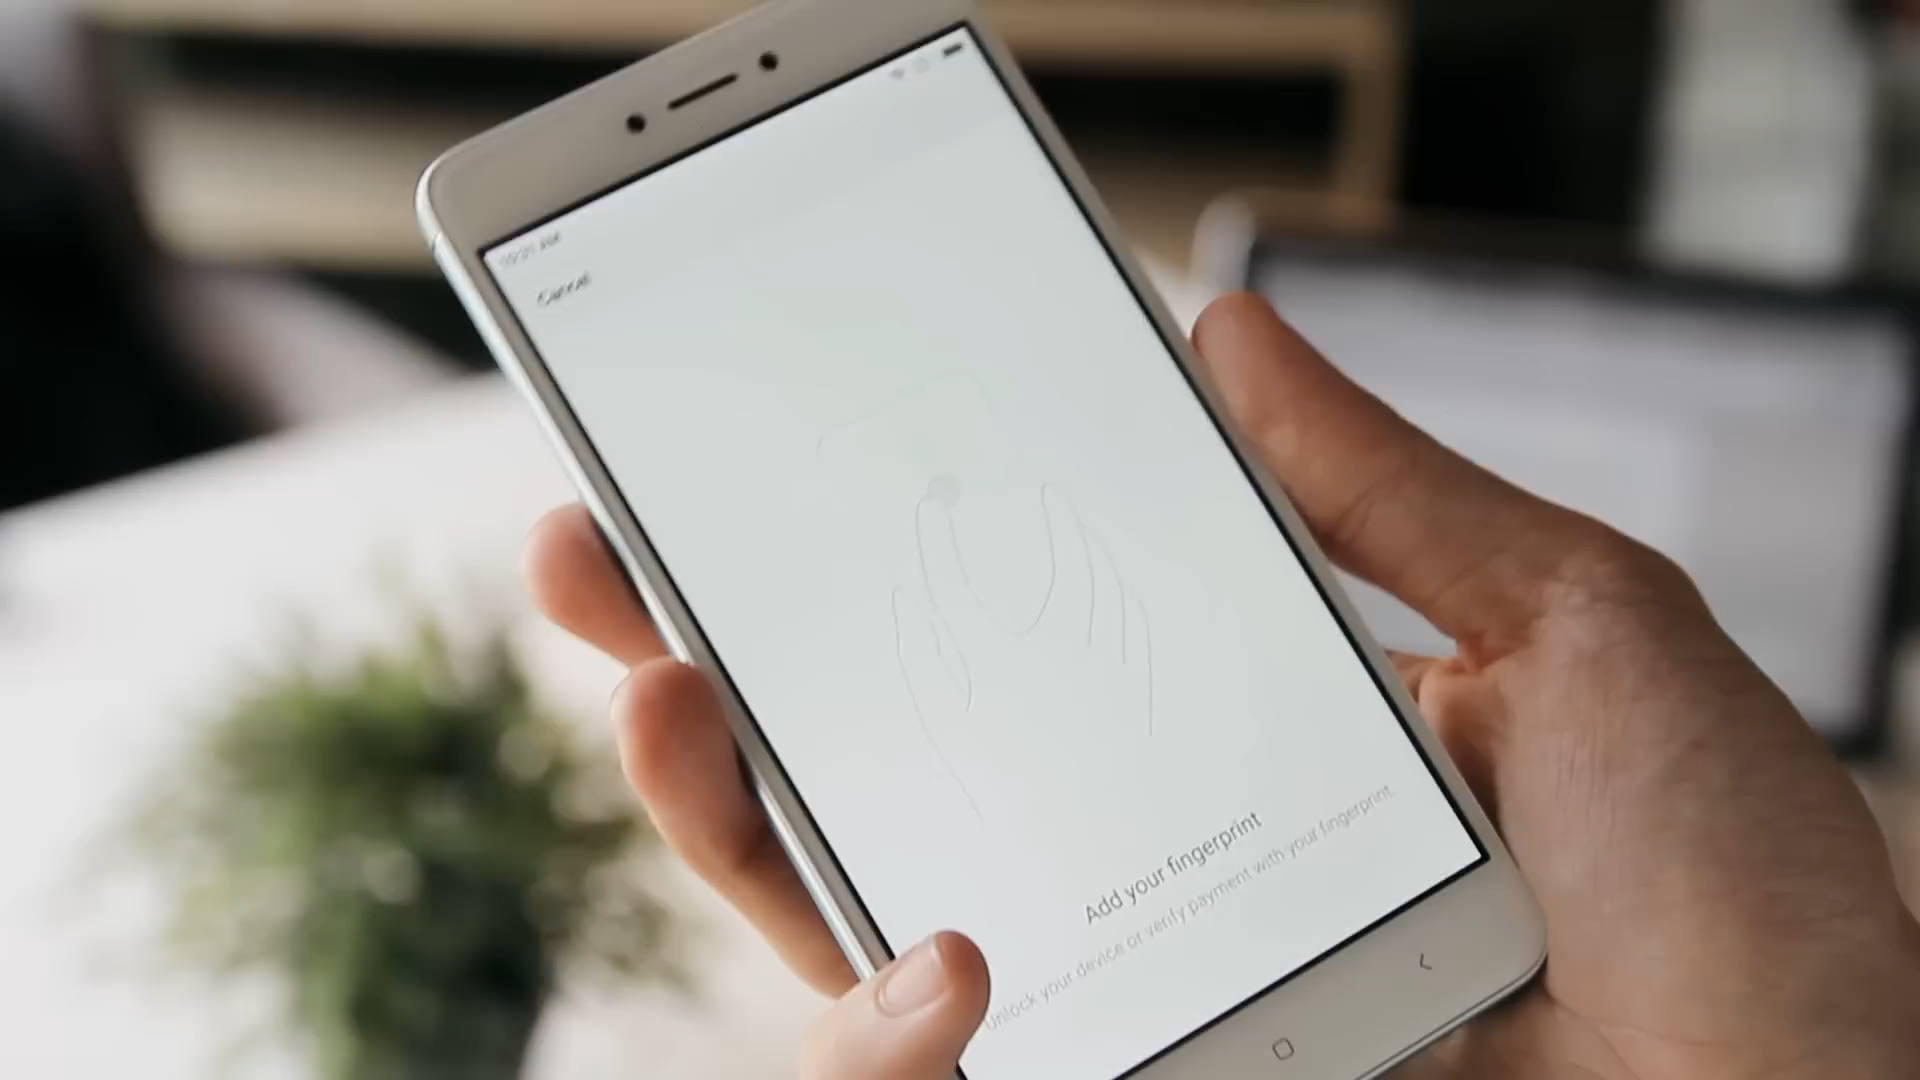 Cancel
Add your fingerprint
Unlock your device or verify payment with your fingerprint.